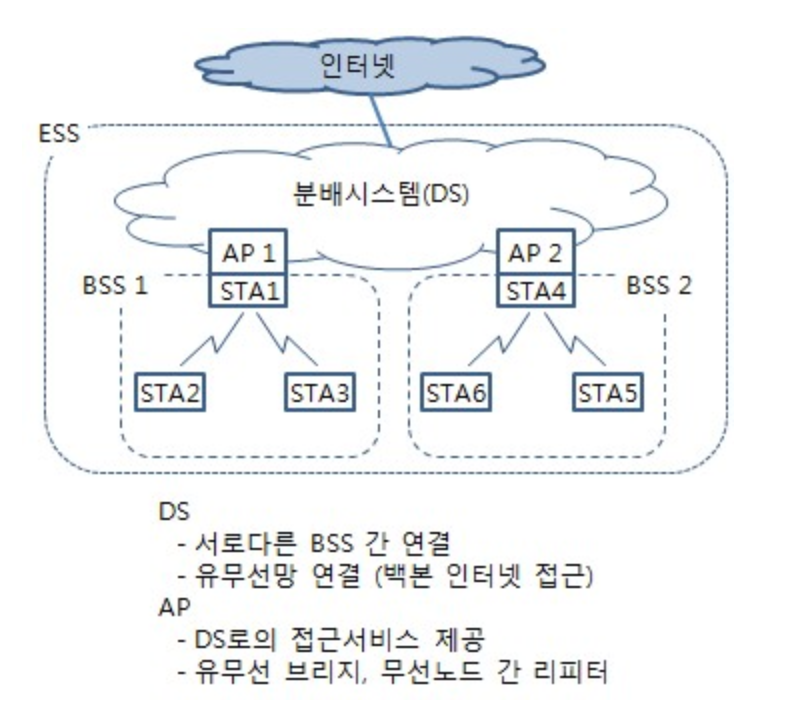 인터넷
ESS
분배시스템(DS)
AP 1
AP 2
BSS 1
STA1
STA4
BSS 2
STA2
STA3
STA6
STA5
DS
- 서로다른 BSS 간 연결
- 유무선망 연결 (백본 인터넷 접근)
AP
- DS로의 접근서비스 제공
- 유무선 브리지, 무선노드 간 리피터